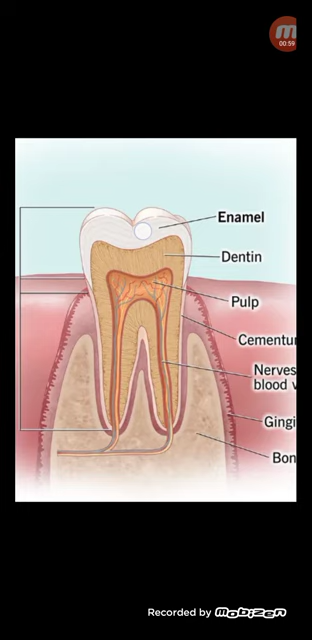 00:59
Enamel
Dentin
Pulp
Cementu
Nerves
blood v
Gingi
Bon
Recorded by mobizen